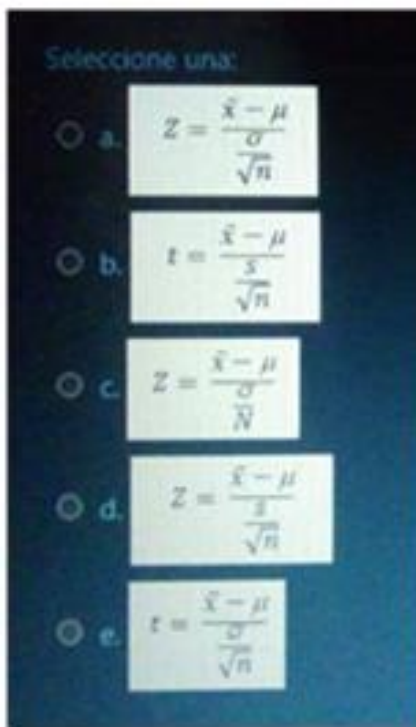 Seleccione una:
a. Z = (x̄ − μ) / (σ / √n)
b. t = (x̄ − μ) / (s / √n)
c. Z = (x̄ − μ) / (σ / N)
d. Z = (x̄ − μ) / (s / √n)
e. t = (x̄ − μ) / (σ / √n)